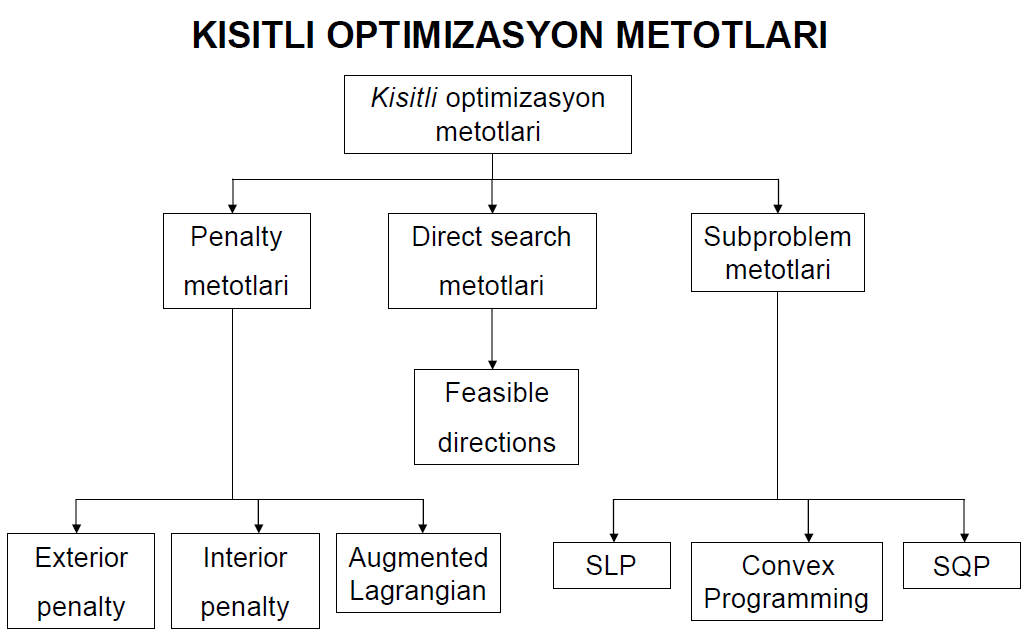 KISITLI OPTIMIZASYON METOTLARI
Kisitli optimizasyon
metotlari
Penalty
metotlari
Direct search
metotlari
Subproblem
metotlari
Feasible
directions
Exterior
penalty
Interior
penalty
Augmented
Lagrangian
SLP
Convex
Programming
SQP